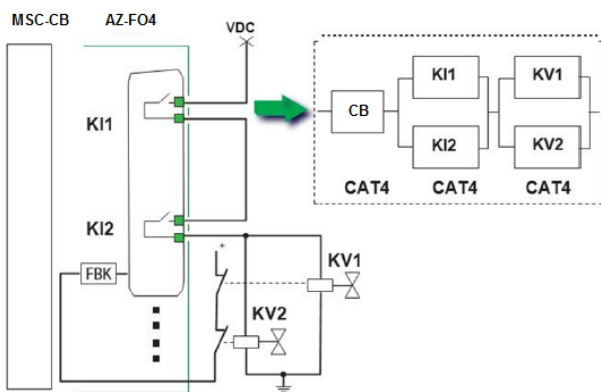 MSC-CB AZ-FO4
VDC
KI1
KI2
FBK
+
KV1
KV2
CB
KI1
KI2
KV1
KV2
CAT4 CAT4 CAT4